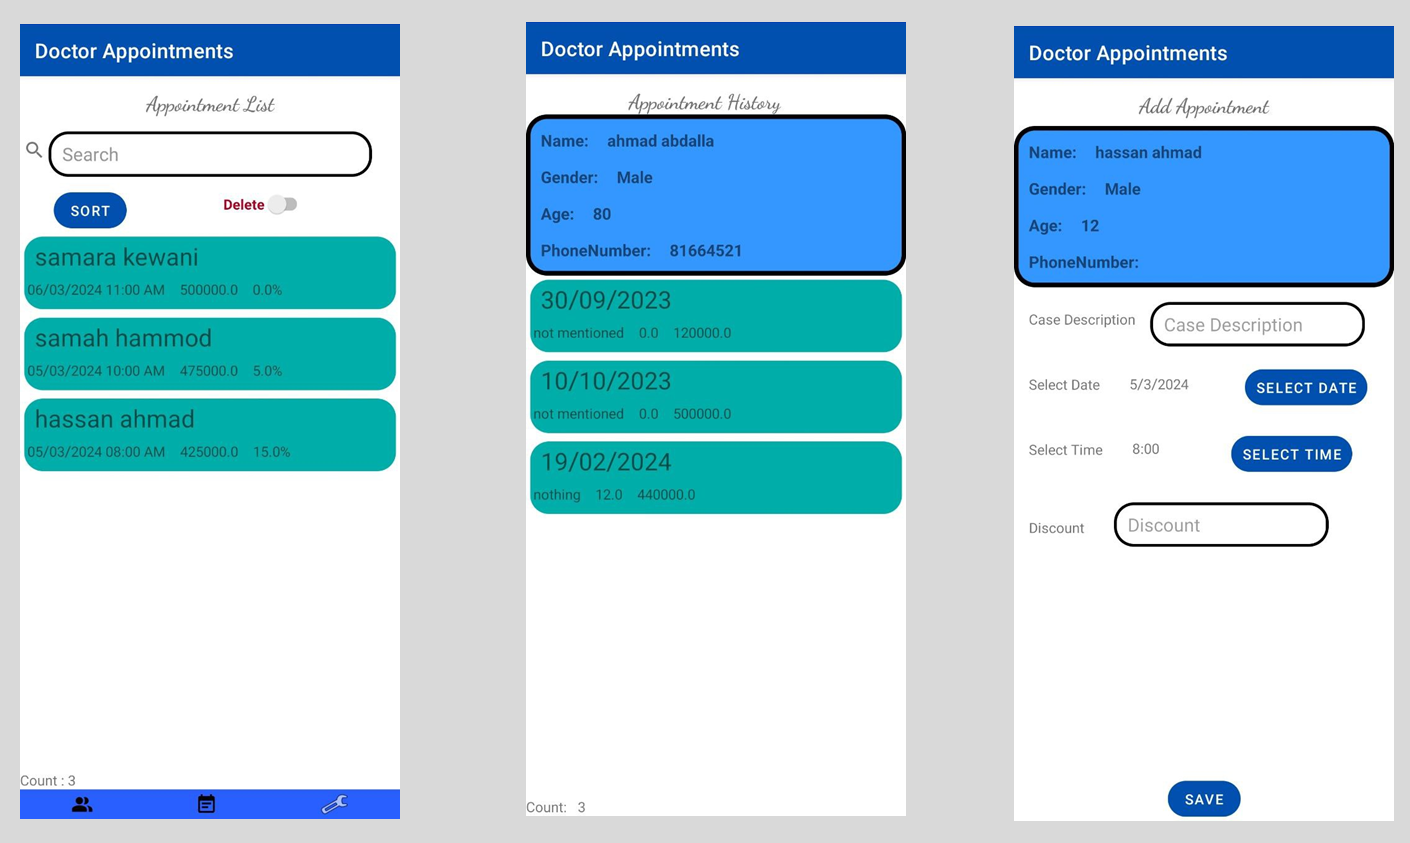 Doctor Appointments
Appointment List
Search
SORT
Delete
samara kewani
06/03/2024 11:00 AM 500000.0 0.0%
samah hammod
05/03/2024 10:00 AM 475000.0 5.0%
hassan ahmad
05/03/2024 08:00 AM 425000.0 15.0%
Count : 3
Doctor Appointments
Appointment History
Name: ahmad abdalla
Gender: Male
Age: 80
PhoneNumber: 81664521
30/09/2023
not mentioned 0.0 120000.0
10/10/2023
not mentioned 0.0 500000.0
19/02/2024
nothing 12.0 440000.0
Count: 3
Doctor Appointments
Add Appointment
Name: hassan ahmad
Gender: Male
Age: 12
PhoneNumber:
Case Description Case Description
Select Date 5/3/2024 SELECT DATE
Select Time 8:00 SELECT TIME
Discount Discount
SAVE